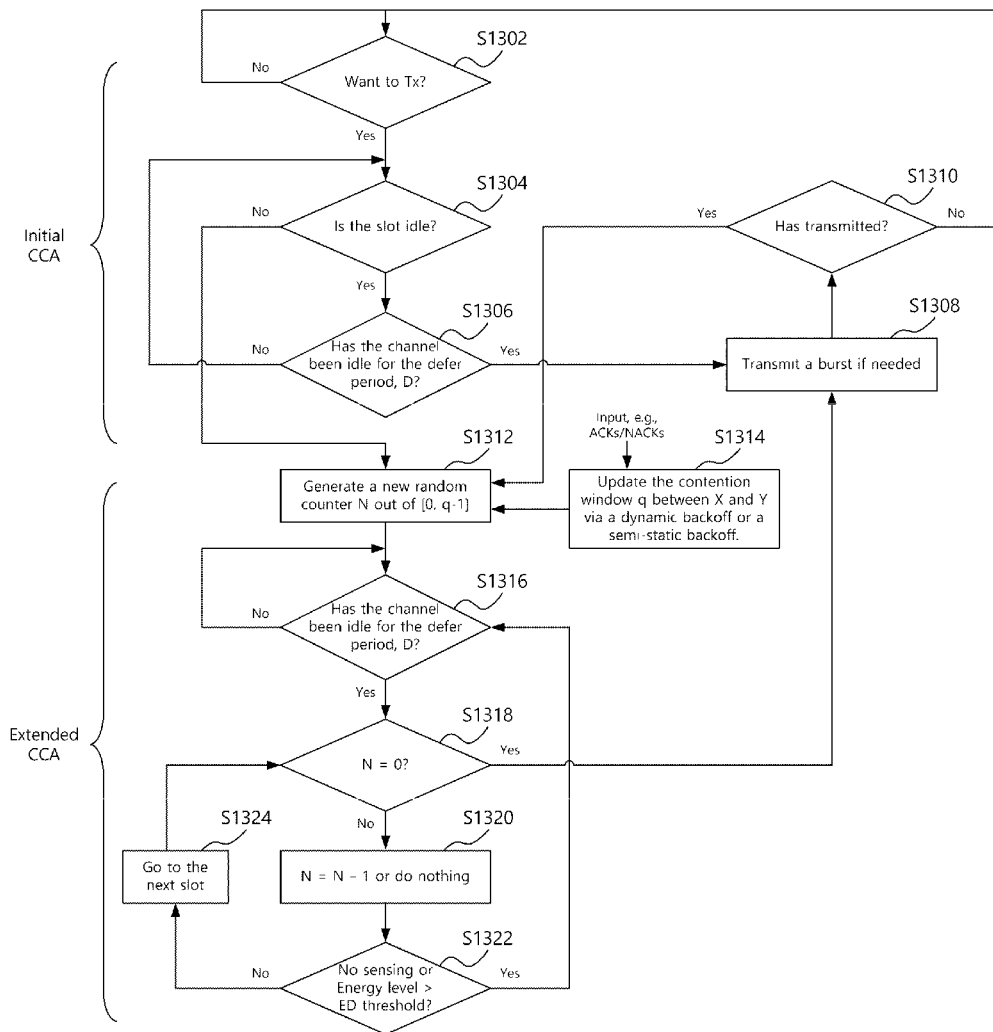 S1302
Want to Tx?
No
Yes
S1304
Is the slot idle?
No
Yes
S1306
Has the channel
been idle for the defer
period, D?
No
Yes
Initial
CCA
S1310
Has transmitted?
Yes
No
S1308
Transmit a burst if needed
S1312
Generate a new random
counter N out of [0, q-1]
Input, e.g.,
ACKs/NACKs
S1314
Update the contention
window q between X and Y
via a dynamic backoff or a
semi-static backoff.
S1316
Has the channel
been idle for the defer
period, D?
No
Yes
Extended
CCA
S1318
N = 0?
Yes
No
S1320
N = N - 1 or do nothing
S1324
Go to the
next slot
S1322
No sensing or
Energy level >
ED threshold?
No
Yes